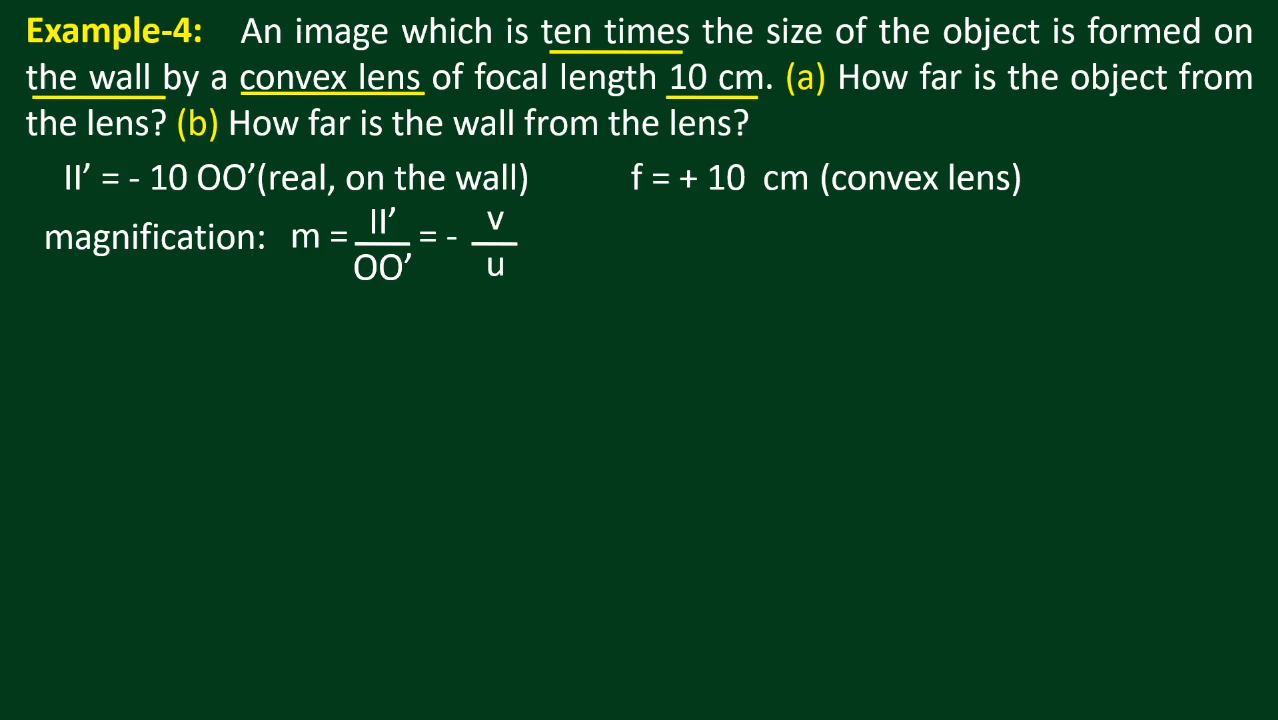 Example-4: An image which is ten times the size of the object is formed on
the wall by a convex lens of focal length 10 cm. (a) How far is the object from
the lens? (b) How far is the wall from the lens?
II’ = - 10 OO’(real, on the wall) f = + 10 cm (convex lens)
magnification: m = II’/OO’ = - v/u